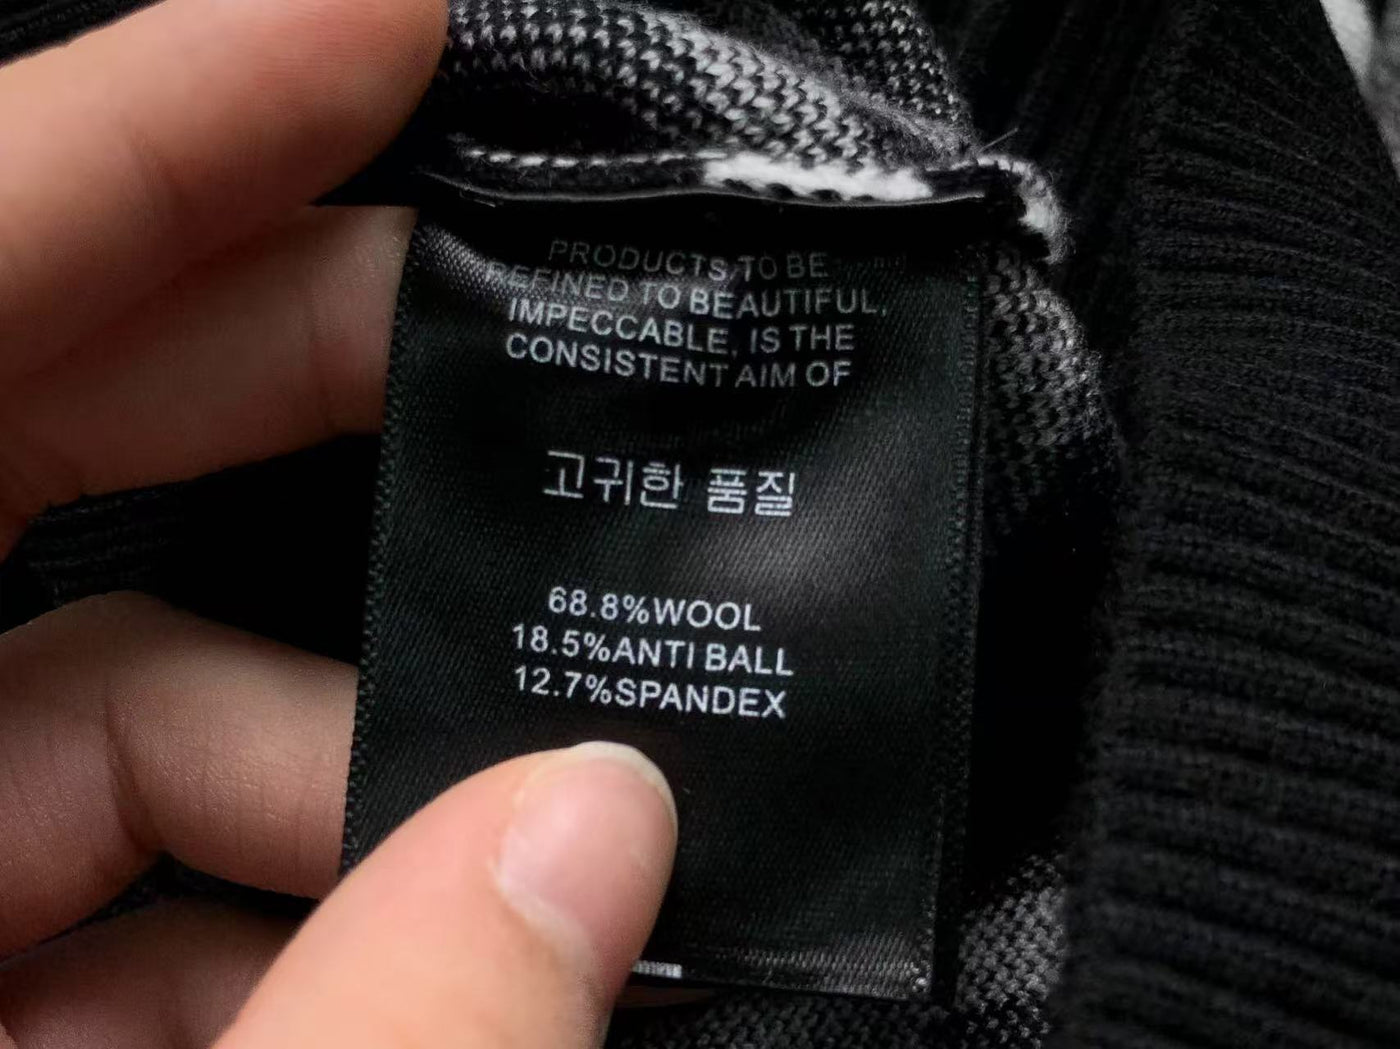 PRODUCTS TO BE
REFINED TO BEAUTIFUL,
IMPECCABLE, IS THE
CONSISTENT AIM OF
고귀한 품질
68.8%WOOL
18.5%ANTI BALL
12.7%SPANDEX